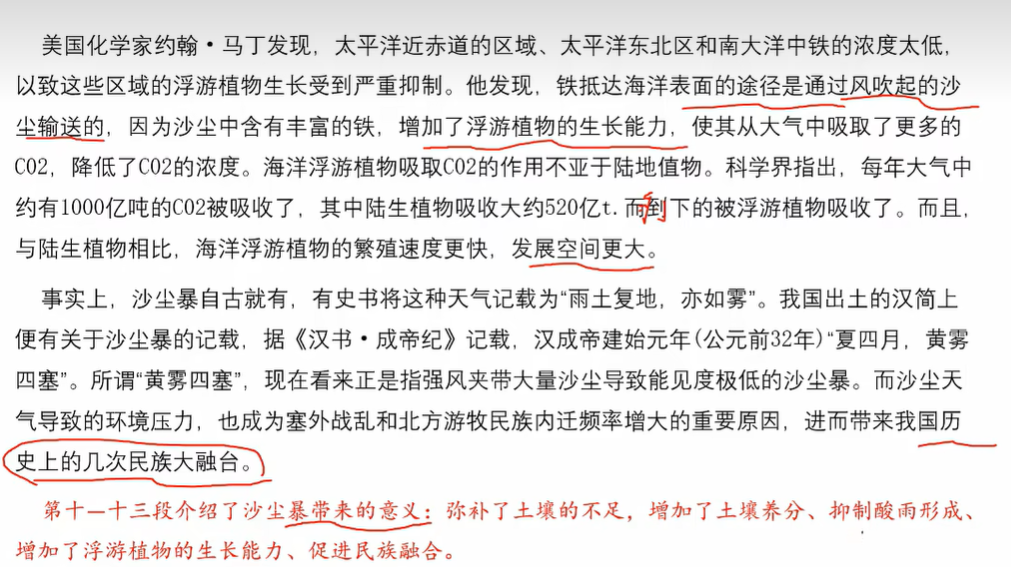 美国化学家约翰·马丁发现，太平洋近赤道的区域、太平洋东北区和南大洋中铁的浓度太低，
以致这些区域的浮游植物生长受到严重抑制。他发现，铁抵达海洋表面的途径是通过风吹起的沙
尘输送的，因为沙尘中含有丰富的铁，增加了浮游植物的生长能力，使其从大气中吸取了更多的
CO2，降低了CO2的浓度。海洋浮游植物吸取CO2的作用不亚于陆地值物。科学界指出，每年大气中
约有1000亿吨的CO2被吸收了，其中陆生植物吸收大约520亿t.而到下的被浮游植物吸收了。而且，
与陆生植物相比，海洋浮游植物的繁殖速度更快，发展空间更大。
事实上，沙尘暴自古就有，有史书将这种天气记载为“雨土复地，亦如雾”。我国出土的汉简上
便有关于沙尘暴的记载，据《汉书·成帝纪》记载，汉成帝建始元年(公元前32年)“夏四月，黄雾
四塞”。所谓“黄雾四塞”，现在看来正是指强风夹带大量沙尘导致能见度极低的沙尘暴。而沙尘天
气导致的环境压力，也成为塞外战乱和北方游牧民族内迁频率增大的重要原因，进而带来我国历
史上的几次民族大融台。
第十一十三段介绍了沙尘暴带来的意义：弥补了土壤的不足，增加了土壤养分、抑制酸雨形成、
增加了浮游植物的生长能力、促进民族融合。